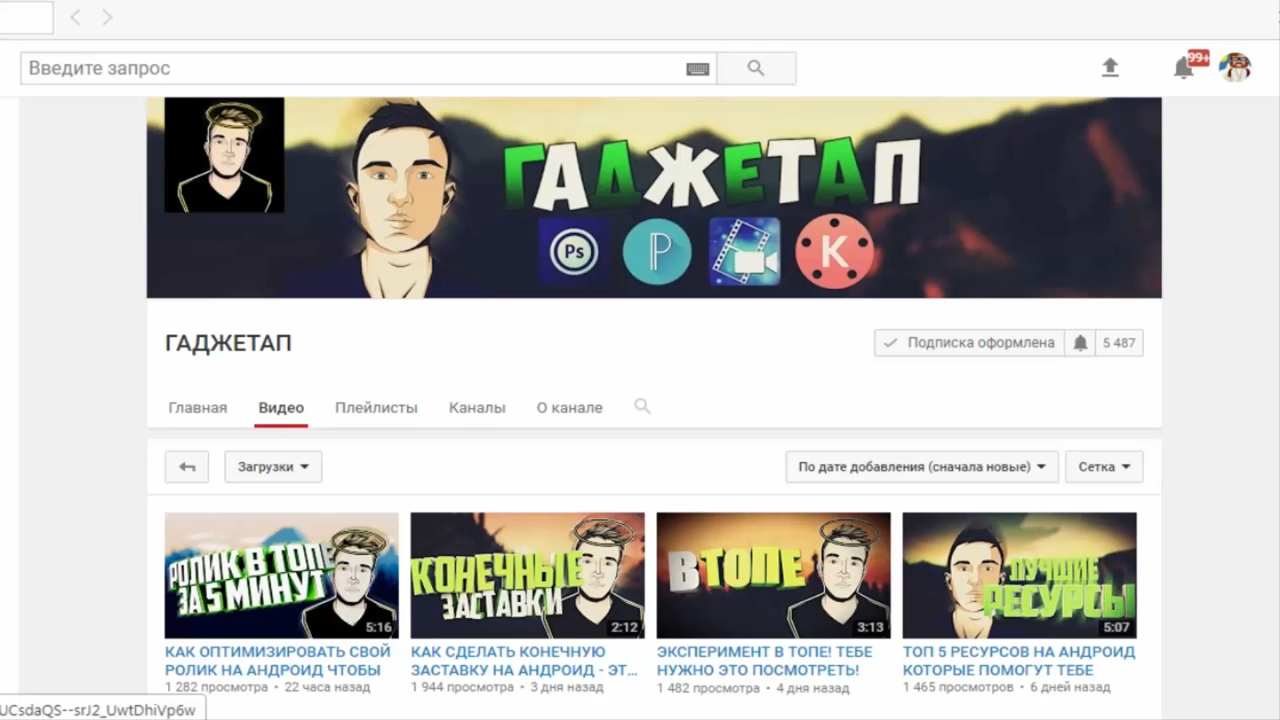 Введите запрос
99+
ГАДЖЕТАП
Ps
P
K
ГАДЖЕТАП
Подписка оформлена
5 487
Главная
Видео
Плейлисты
Каналы
О канале
Загрузки
По дате добавления (сначала новые)
Сетка
РОЛИК В ТОПЕ
ЗА 5 МИНУТ
5:16
КОНЕЧНЫЕ
ЗАСТАВКИ
2:12
В ТОПЕ
3:13
ЛУЧШИЕ
РЕСУРСЫ
5:07
КАК ОПТИМИЗИРОВАТЬ СВОЙ
РОЛИК НА АНДРОИД ЧТОБЫ
1 282 просмотра • 22 часа назад
КАК СДЕЛАТЬ КОНЕЧНУЮ
ЗАСТАВКУ НА АНДРОИД - ЭТ...
1 944 просмотра • 3 дня назад
ЭКСПЕРИМЕНТ В ТОПЕ! ТЕБЕ
НУЖНО ЭТО ПОСМОТРЕТЬ!
1 482 просмотра • 4 дня назад
ТОП 5 РЕСУРСОВ НА АНДРОИД
КОТОРЫЕ ПОМОГУТ ТЕБЕ
1 465 просмотров • 6 дней назад
UCsdaQS--srJ2_UwtDhiVp6w